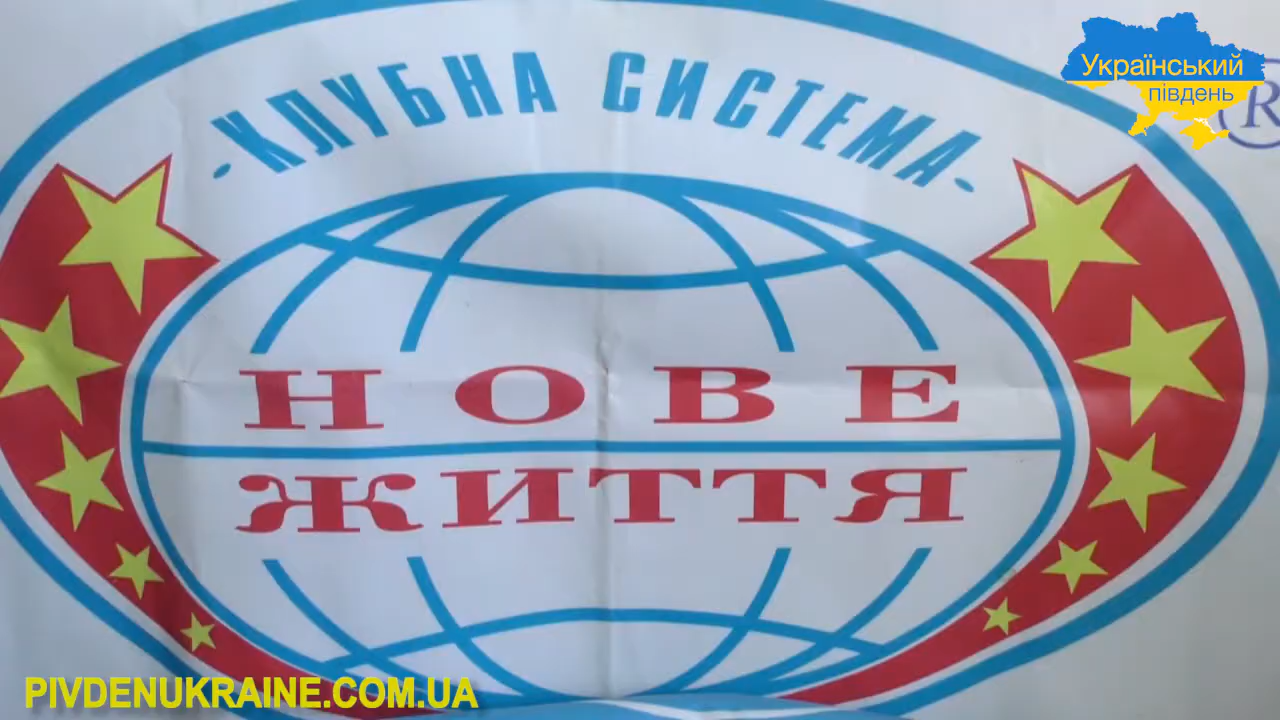 Український
південь
R
-КЛУБНА СИСТЕМА-
НОВЕ
ЖИТТЯ
PIVDENUKRAINE.COM.UA